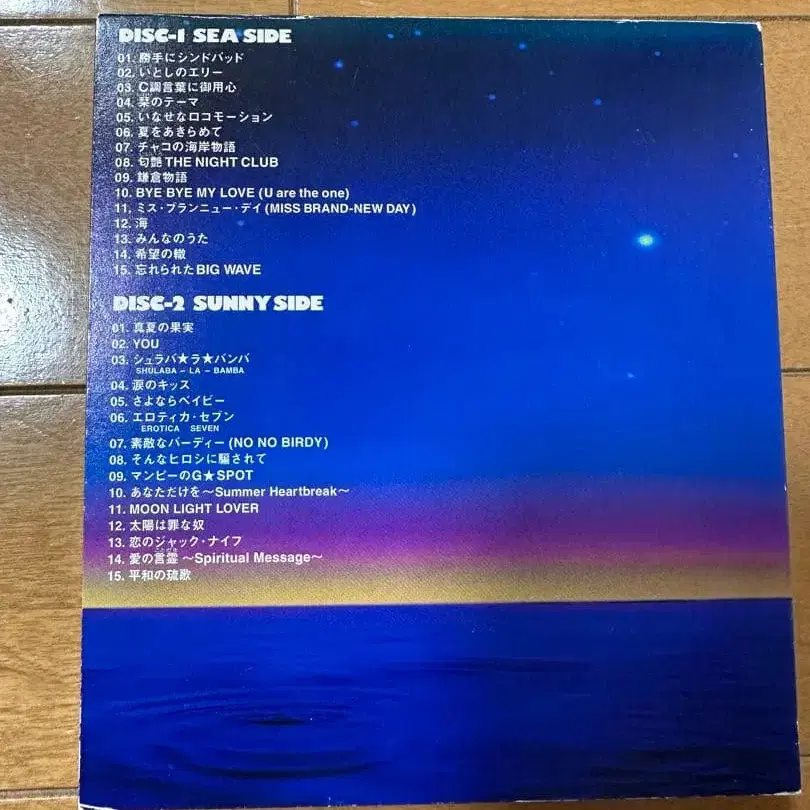 DISC-1 SEA SIDE
01. 勝手にシンドバッド
02. いとしのエリー
03. C調言葉に御用心
04. 栞のテーマ
05. いなせなロコモーション
06. 夏をあきらめて
07. チャコの海岸物語
08. 匂艶 THE NIGHT CLUB
09. 鎌倉物語
10. BYE BYE MY LOVE (U are the one)
11. ミス・ブランニュー・デイ (MISS BRAND-NEW DAY)
12. 海
13. みんなのうた
14. 希望の轍
15. 忘れられた BIG WAVE
DISC-2 SUNNY SIDE
01. 真夏の果実
02. YOU
03. シュラバ★ラ★バンバ
SHULABA – LA – BAMBA
04. 涙のキッス
05. さよならベイビー
06. エロティカ・セブン
EROTICA SEVEN
07. 素敵なバーディー (NO NO BIRDY)
08. そんなヒロシに騙されて
09. マンピーのG★SPOT
10. あなただけを ～Summer Heartbreak～
11. MOON LIGHT LOVER
12. 太陽は罪な奴
13. 恋のジャック・ナイフ
14. 愛の言霊 ～Spiritual Message～
15. 平和の琉歌